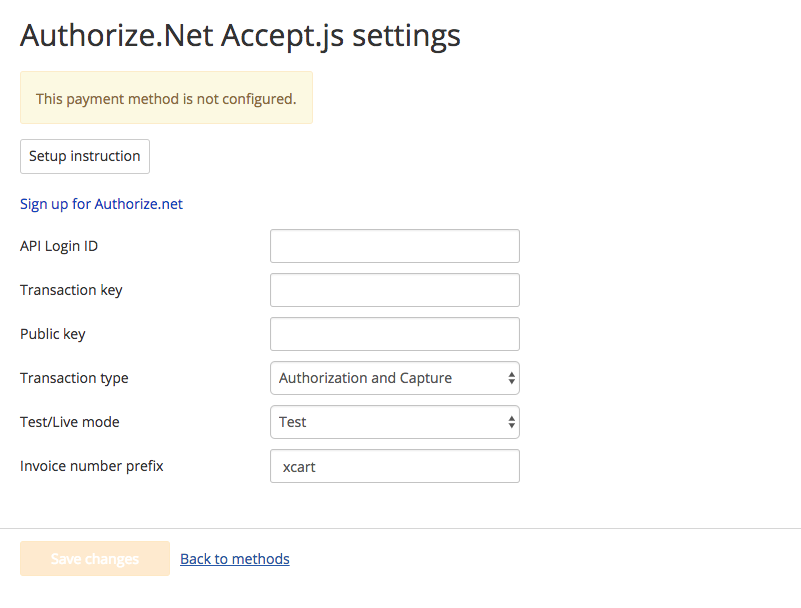 Authorize.Net Accept.js settings
This payment method is not configured.
Setup instruction
Sign up for Authorize.net
API Login ID
Transaction key
Public key
Transaction type Authorization and Capture
Test/Live mode Test
Invoice number prefix xcart
Save changes Back to methods